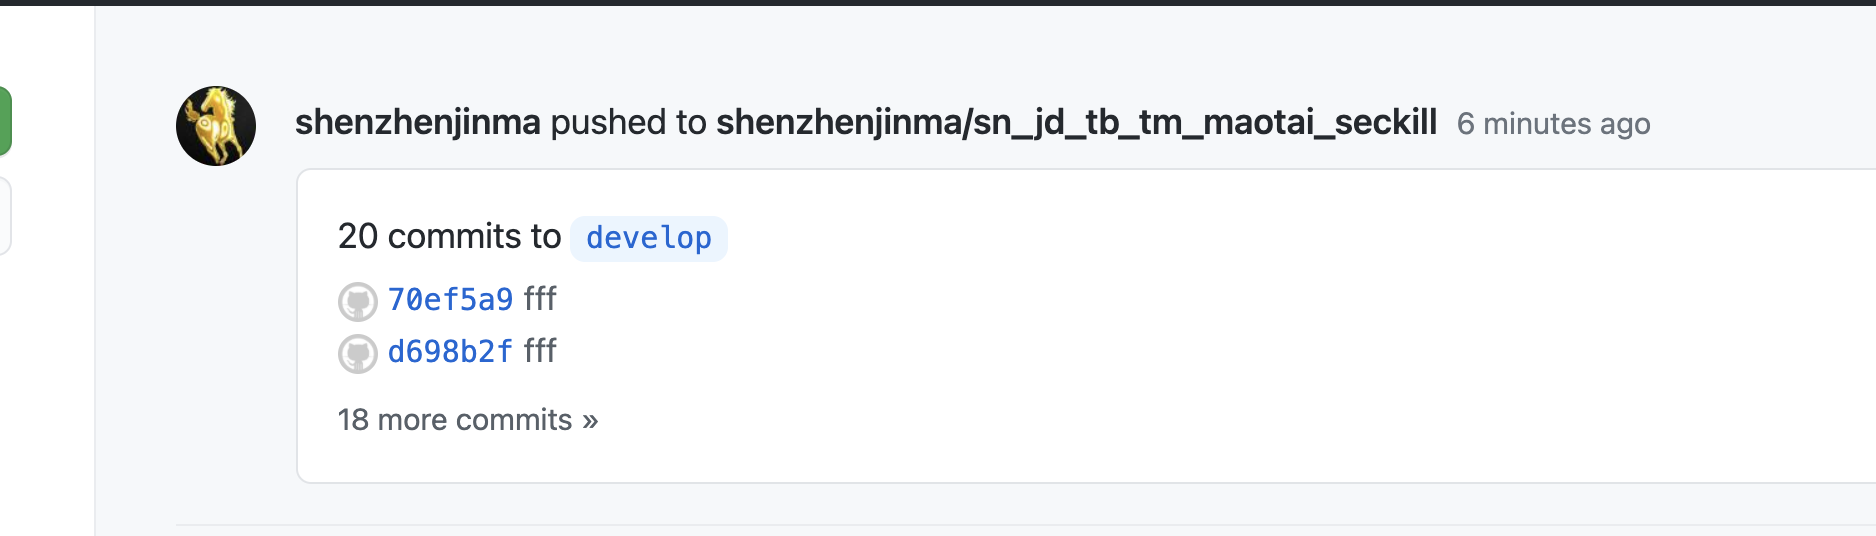 shenzhenjinma pushed to shenzhenjinma/sn_jd_tb_tm_maotai_seckill 6 minutes ago
20 commits to develop
70ef5a9 fff
d698b2f fff
18 more commits »